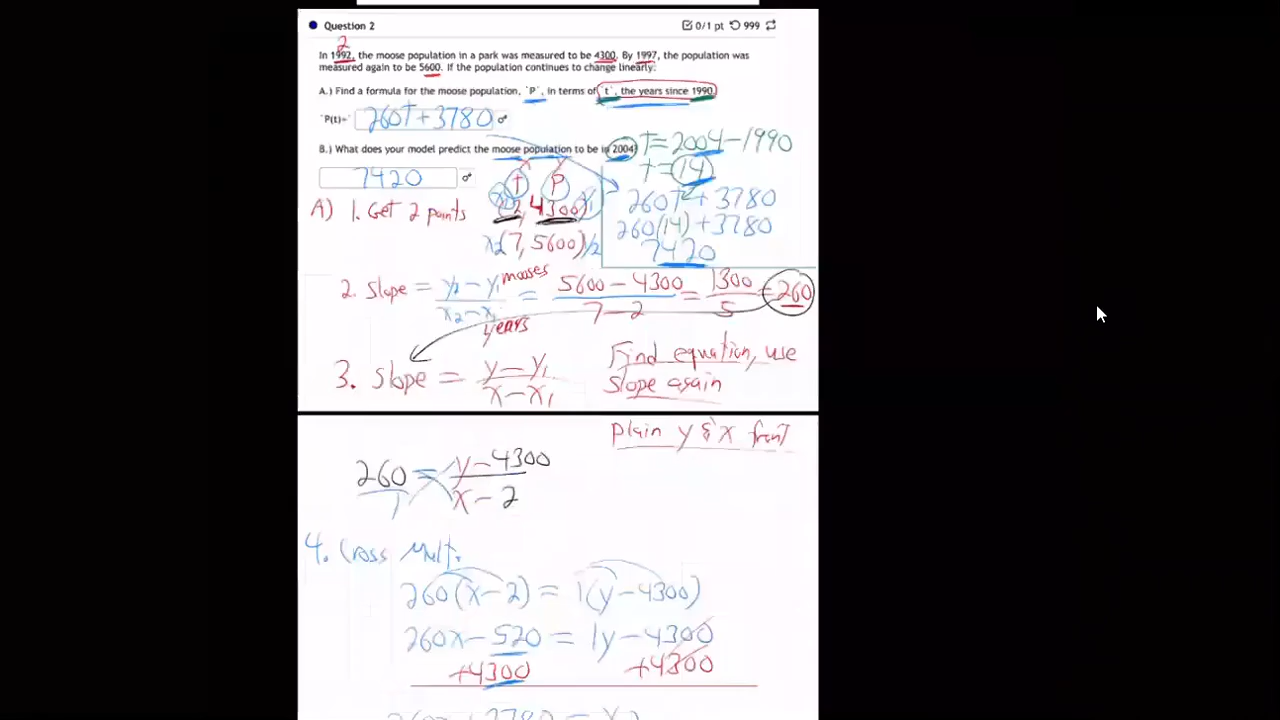 Question 2
0/1 pt 999
2
In 1992, the moose population in a park was measured to be 4300. By 1997, the population was
measured again to be 5600. If the population continues to change linearly:
A.) Find a formula for the moose population, `P`, in terms of `t`, the years since 1990.
`P(t)=` 260t+3780
B.) What does your model predict the moose population to be in 2004?
7420
t = 2004 - 1990
t = 14
t P
A) 1. Get 2 points
(2, 4300) y1
x2(7, 5600) y2
260t + 3780
260(14) + 3780
7420
2. Slope = y2 - y1 mooses = 5600 - 4300 = 1300 = 260
x2 - x1 years 7 - 2 5
3. Slope = y - y1
x - x1
Find equation, use
Slope again
Plain y & x front
260 = y - 4300
1 x - 2
4. Cross Mult.
260(x - 2) = 1(y - 4300)
260x - 520 = 1y - 4300
+4300 +4300